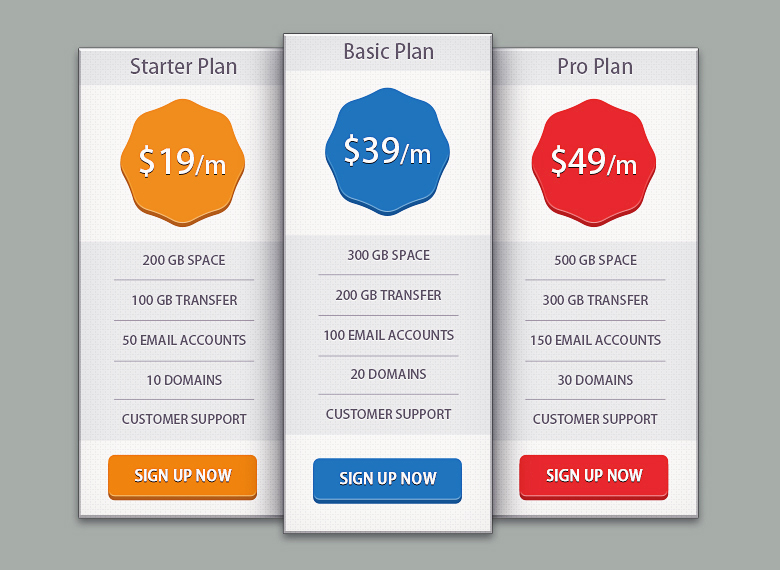 Starter Plan
$19/m
200 GB SPACE
100 GB TRANSFER
50 EMAIL ACCOUNTS
10 DOMAINS
CUSTOMER SUPPORT
SIGN UP NOW
Basic Plan
$39/m
300 GB SPACE
200 GB TRANSFER
100 EMAIL ACCOUNTS
20 DOMAINS
CUSTOMER SUPPORT
SIGN UP NOW
Pro Plan
$49/m
500 GB SPACE
300 GB TRANSFER
150 EMAIL ACCOUNTS
30 DOMAINS
CUSTOMER SUPPORT
SIGN UP NOW